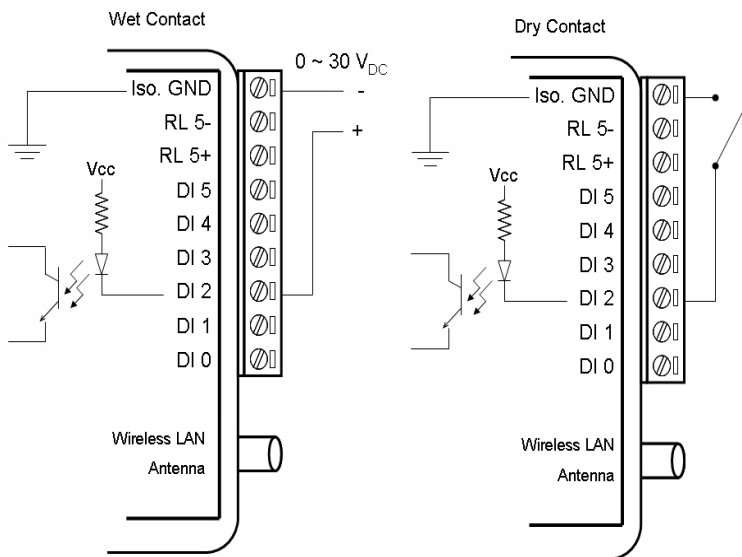 Wet Contact
0 ~ 30 VDC
Iso. GND
-
RL 5-
+
RL 5+
Vcc
DI 5
DI 4
DI 3
DI 2
DI 1
DI 0
Wireless LAN
Antenna
Dry Contact
Iso. GND
RL 5-
RL 5+
Vcc
DI 5
DI 4
DI 3
DI 2
DI 1
DI 0
Wireless LAN
Antenna